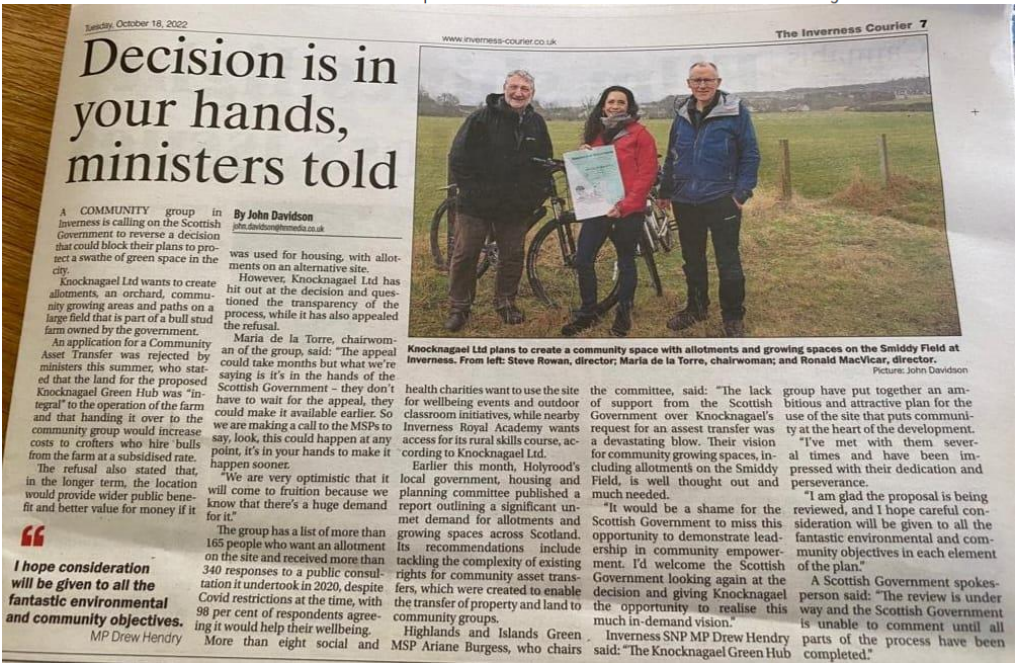 Tuesday, October 18, 2022
www.inverness-courier.co.uk
The Inverness Courier 7
Decision is in
your hands,
ministers told
A COMMUNITY group in
Inverness is calling on the Scottish
Government to reverse a decision
that could block their plans to pro-
tect a swathe of green space in the
city.
Knocknagael Ltd wants to create
allotments, an orchard, commu-
nity growing areas and paths on a
large field that is part of a bull stud
farm owned by the government.
An application for a Community
Asset Transfer was rejected by
ministers this summer, who stat-
ed that the land for the proposed
Knocknagael Green Hub was "in-
tegral" to the operation of the farm
and that handing it over to the
community group would increase
costs to crofters who hire bulls
from the farm at a subsidised rate.
The refusal also stated that,
in the longer term, the location
would provide wider public bene-
fit and better value for money if it
“
I hope consideration
will be given to all the
fantastic environmental
and community objectives.
MP Drew Hendry
By John Davidson
john.davidson@hnmedia.co.uk
was used for housing, with allot-
ments on an alternative site.
However, Knocknagael Ltd has
hit out at the decision and ques-
tioned the transparency of the
process, while it has also appealed
the refusal.
Maria de la Torre, chairwom-
an of the group, said: "The appeal
could take months but what we're
saying is it's in the hands of the
Scottish Government – they don't
have to wait for the appeal, they
could make it available earlier. So
we are making a call to the MSPs to
say, look, this could happen at any
point, it's in your hands to make it
happen sooner.
"We are very optimistic that it
will come to fruition because we
know that there's a huge demand
for it."
The group has a list of more than
165 people who want an allotment
on the site and received more than
340 responses to a public consul-
tation it undertook in 2020, despite
Covid restrictions at the time, with
98 per cent of respondents agree-
ing it would help their wellbeing.
More than eight social and
Knocknagael Ltd plans to create a community space with allotments and growing spaces on the Smiddy Field at
Inverness. From left: Steve Rowan, director; Maria de la Torre, chairwoman; and Ronald MacVicar, director.
Picture: John Davidson
health charities want to use the site
for wellbeing events and outdoor
classroom initiatives, while nearby
Inverness Royal Academy wants
access for its rural skills course, ac-
cording to Knocknagael Ltd.
Earlier this month, Holyrood's
local government, housing and
planning committee published a
report outlining a significant un-
met demand for allotments and
growing spaces across Scotland.
Its recommendations include
tackling the complexity of existing
rights for community asset trans-
fers, which were created to enable
the transfer of property and land to
community groups.
Highlands and Islands Green
MSP Ariane Burgess, who chairs
the committee, said: "The lack
of support from the Scottish
Government over Knocknagael's
request for an assest transfer was
a devastating blow. Their vision
for community growing spaces, in-
cluding allotments on the Smiddy
Field, is well thought out and
much needed.
"It would be a shame for the
Scottish Government to miss this
opportunity to demonstrate lead-
ership in community empower-
ment. I'd welcome the Scottish
Government looking again at the
decision and giving Knocknagael
the opportunity to realise this
much in-demand vision."
Inverness SNP MP Drew Hendry
said: "The Knocknagael Green Hub
group have put together an am-
bitious and attractive plan for the
use of the site that puts communi-
ty at the heart of the development.
"I've met with them sever-
al times and have been im-
pressed with their dedication and
perseverance.
"I am glad the proposal is being
reviewed, and I hope careful con-
sideration will be given to all the
fantastic environmental and com-
munity objectives in each element
of the plan."
A Scottish Government spokes-
person said: "The review is under
way and the Scottish Government
is unable to comment until all
parts of the process have been
completed."